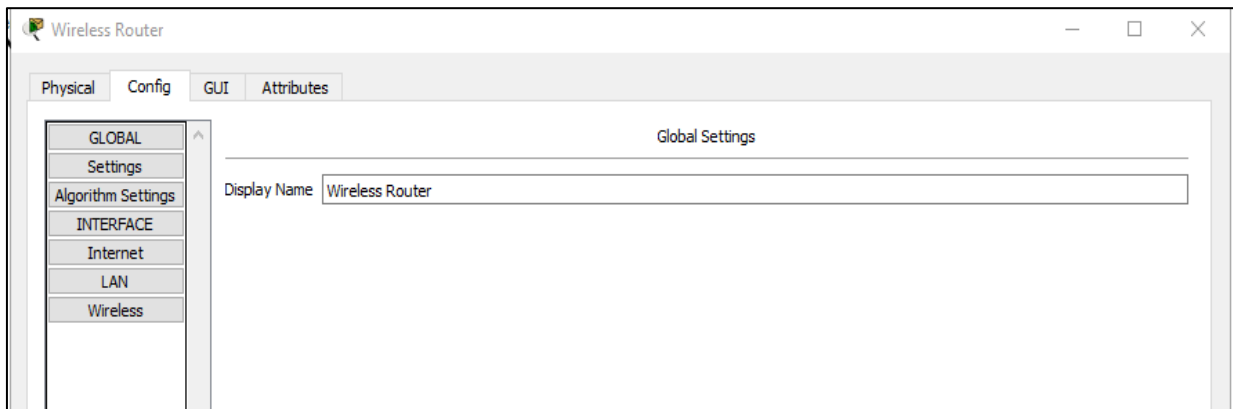 Wireless Router
Physical Config GUI Attributes
GLOBAL
Settings
Algorithm Settings
INTERFACE
Internet
LAN
Wireless
Global Settings
Display Name Wireless Router